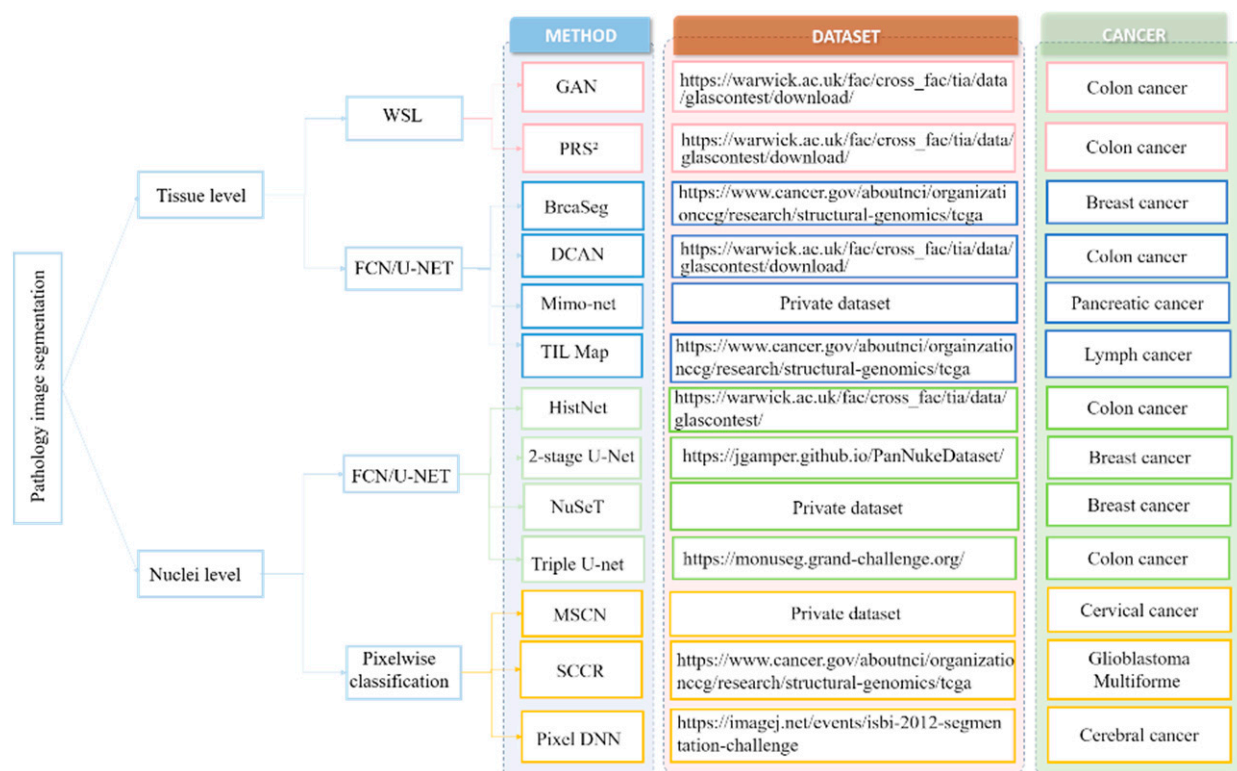 METHOD
DATASET
CANCER
Pathology image segmentation
Tissue level
WSL
GAN
https://warwick.ac.uk/fac/cross_fac/tia/data
/glascontest/download/
Colon cancer
PRS²
https://warwick.ac.uk/fac/cross_fac/tia/data/
glascontest/download/
Colon cancer
FCN/U-NET
BrcaSeg
https://www.cancer.gov/aboutnci/organizati
onccg/research/structural-genomics/tcga
Breast cancer
DCAN
https://warwick.ac.uk/fac/cross_fac/tia/data/
glascontest/download/
Colon cancer
Mimo-net
Private dataset
Pancreatic cancer
TIL Map
https://www.cancer.gov/aboutnci/orgainzatio
nccg/research/structural-genomics/tcga
Lymph cancer
Nuclei level
FCN/U-NET
HistNet
https://warwick.ac.uk/fac/cross_fac/tia/data/
glascontest/
Colon cancer
2-stage U-Net
https://jgamper.github.io/PanNukeDataset/
Breast cancer
NuSeT
Private dataset
Breast cancer
Triple U-net
https://monuseg.grand-challenge.org/
Colon cancer
Pixelwise
classification
MSCN
Private dataset
Cervical cancer
SCCR
https://www.cancer.gov/aboutnci/organizatio
nccg/research/structural-genomics/tcga
Glioblastoma
Multiforme
Pixel DNN
https://imagej.net/events/isbi-2012-segmen
tation-challenge
Cerebral cancer